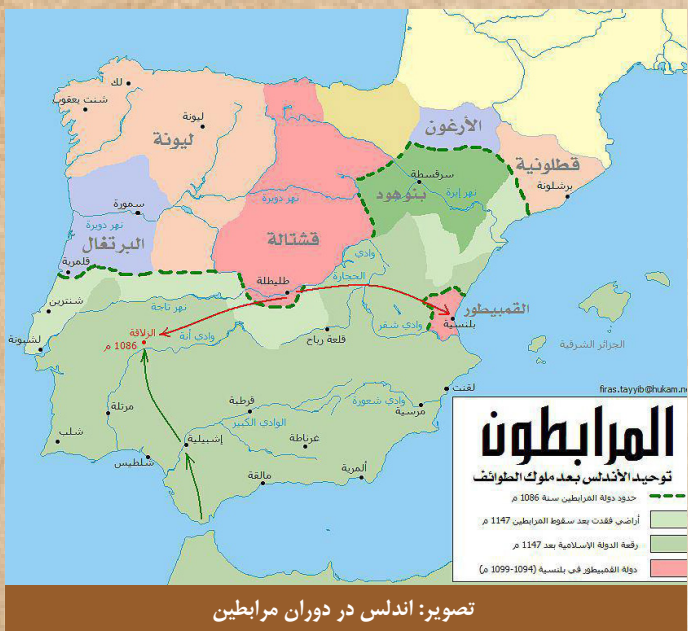 لك
شنت يعقوب
ليونة
ليونة
الأرغون
قطلونية
برشلونة
سرقسطة
نهر إبرة
بنو هود
سمورة
نهر دويرة
نهر دويرة
البرتغال
قشتالة
قلمرية
وادي
الحجارة
طليطلة
القمبيطور
بلنسية
شنترين
نهر تاجة
الزلاقة
1086 م
وادي أنة
قلعة رباح
وادي شقر
لشبونة
الجزائر الشرقية
لقنت
firas.tayyib@hukam.ne
مرتلة
قرطبة
وادي شعورة
مرسية
الوادي الكبير
شلب
إشبيلية
غرناطة
شلطيس
مالقة
ألمرية
المرابطون
توحيد الأندلس بعد ملوك الطوائف
حدود دولة المرابطين سنة 1086 م
أراضي فقدت بعد سقوط المرابطين 1147 م
رقعة الدولة الإسلامية بعد 1147 م
دولة القمبيطور في بلنسية (1094-1099 م)
تصویر: اندلس در دوران مرابطین